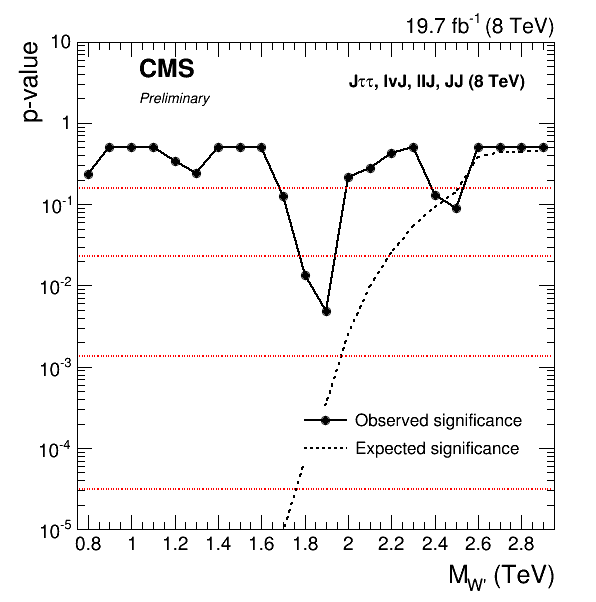 19.7 fb⁻¹ (8 TeV)
CMS
Preliminary
Jττ, lνJ, llJ, JJ (8 TeV)
p-value
10
1
10⁻¹
10⁻²
10⁻³
10⁻⁴
10⁻⁵
Observed significance
Expected significance
0.8 1 1.2 1.4 1.6 1.8 2 2.2 2.4 2.6 2.8
M_W' (TeV)